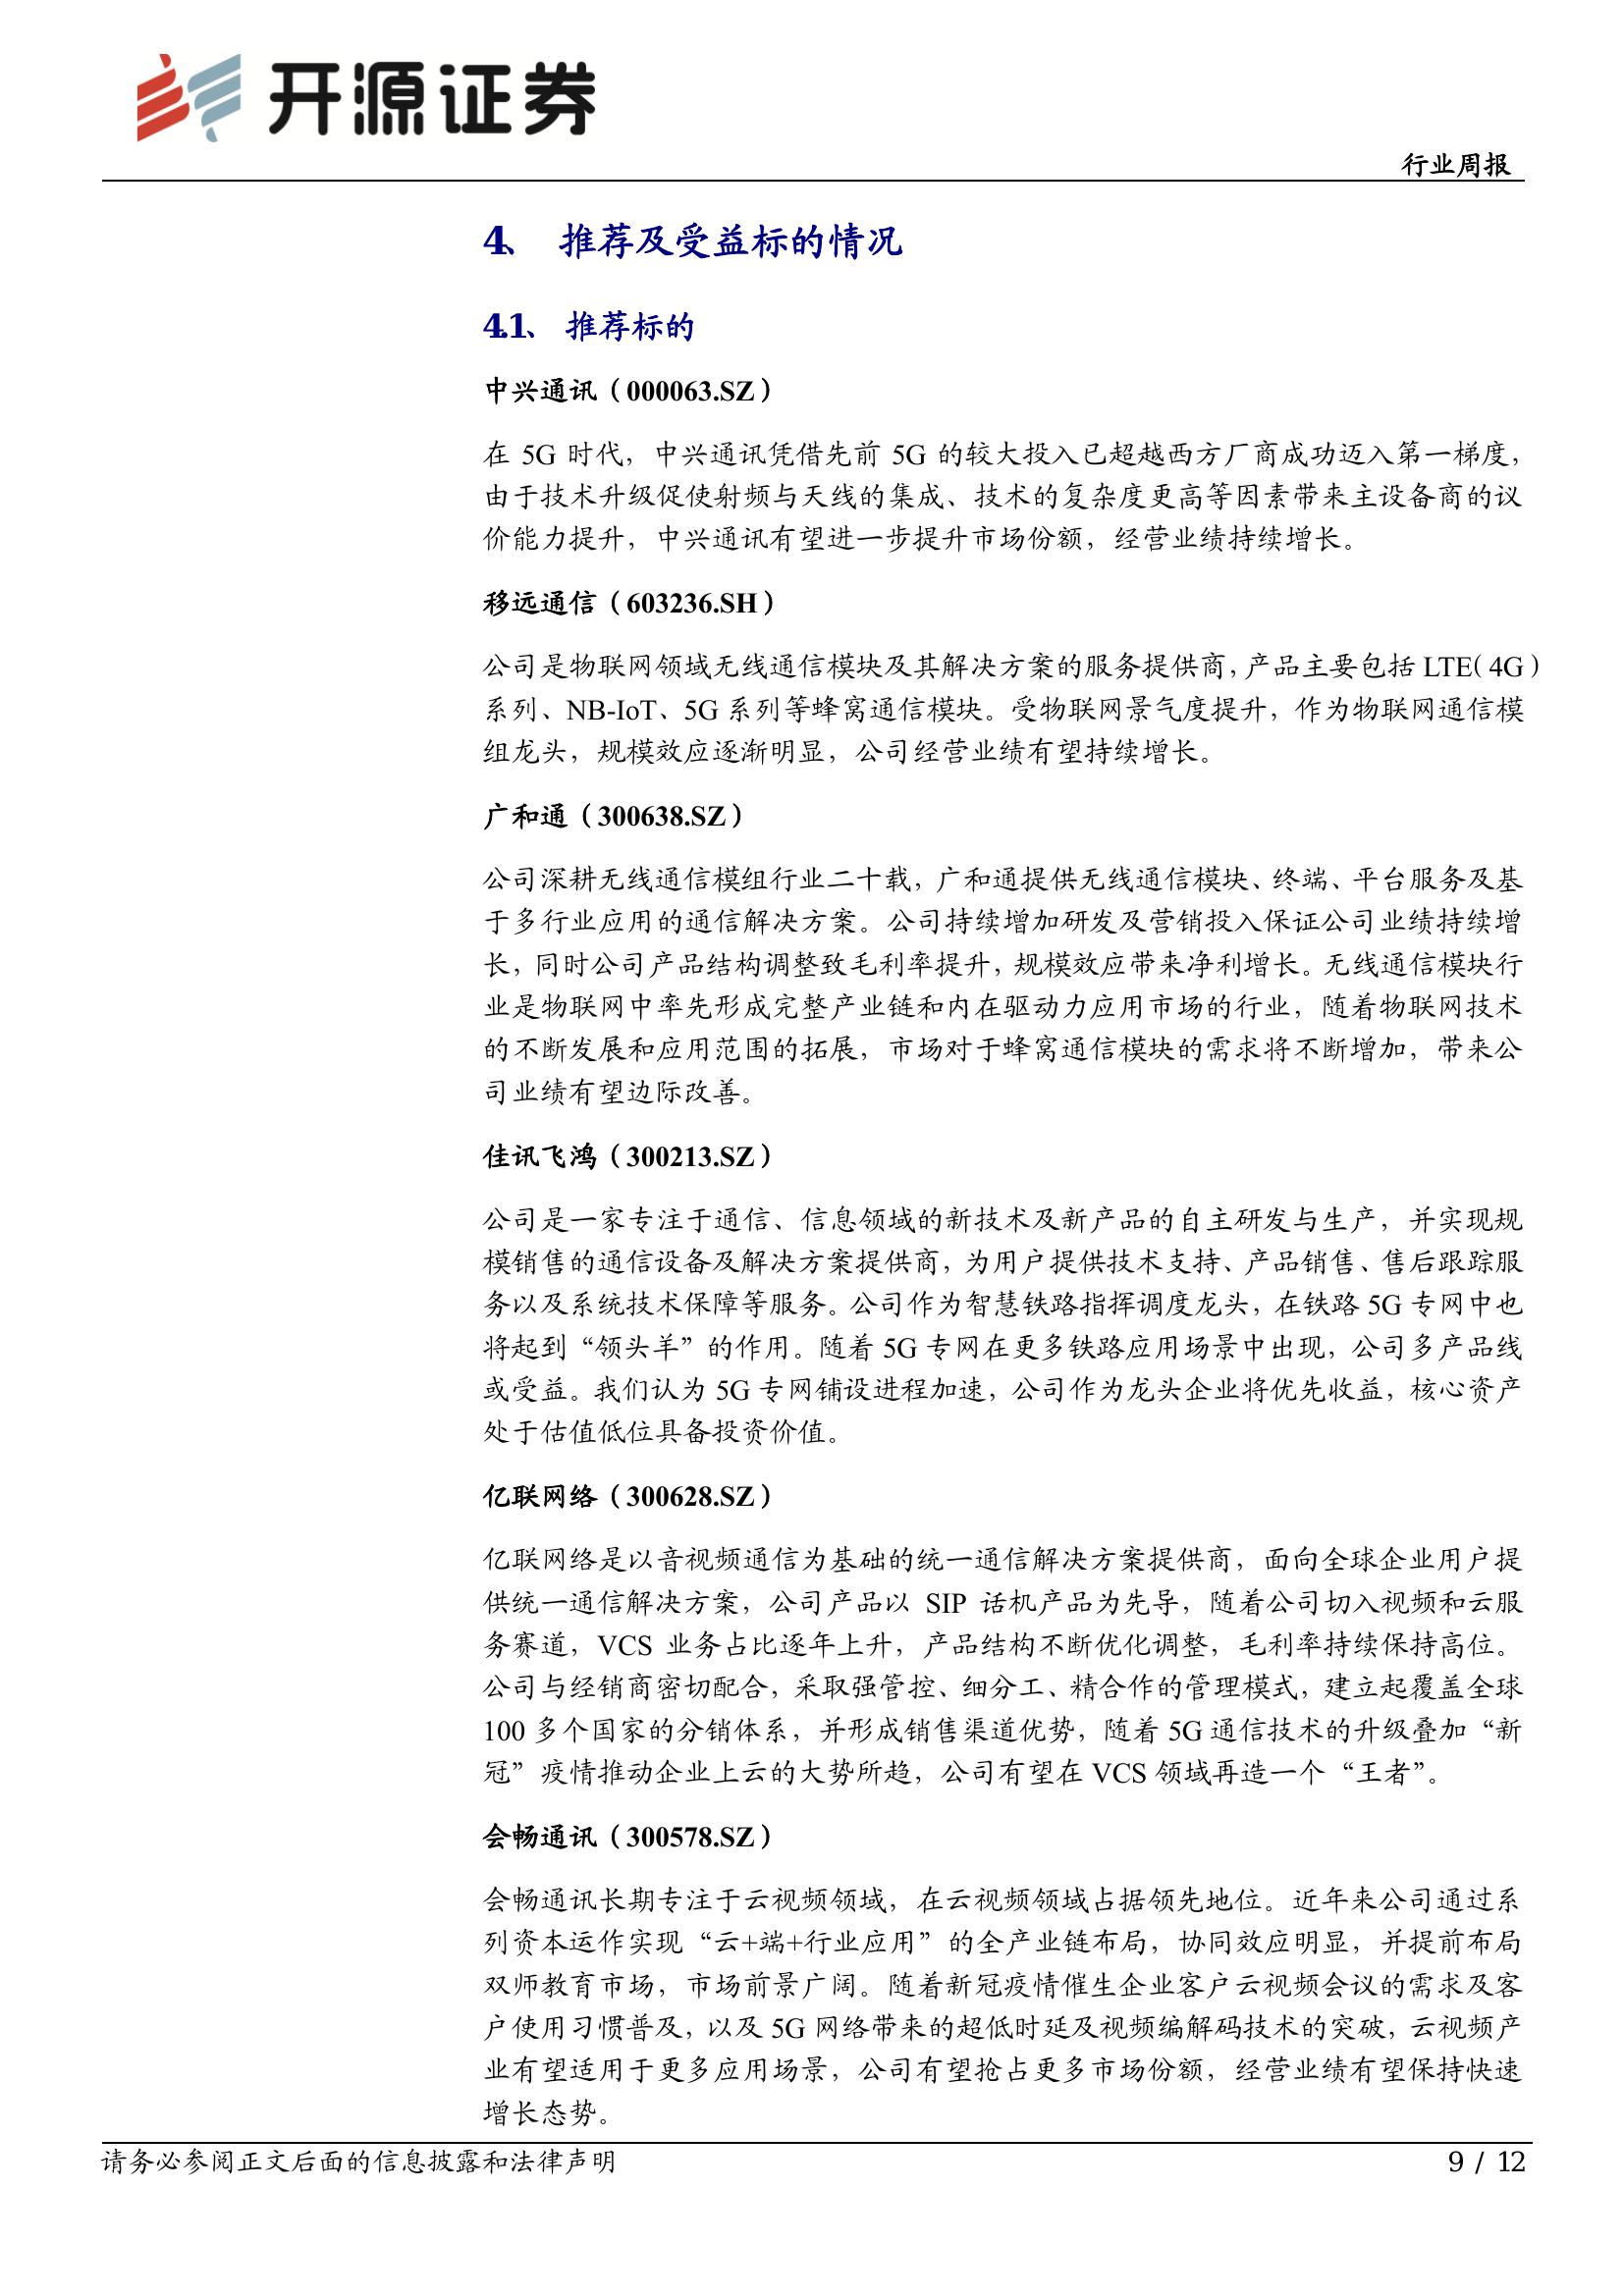 开源证券
行业周报
4、 推荐及受益标的情况
4.1、 推荐标的
中兴通讯（000063.SZ）
在 5G 时代，中兴通讯凭借先前 5G 的较大投入已超越西方厂商成功迈入第一梯度，
由于技术升级促使射频与天线的集成、技术的复杂度更高等因素带来主设备商的议
价能力提升，中兴通讯有望进一步提升市场份额，经营业绩持续增长。
移远通信（603236.SH）
公司是物联网领域无线通信模块及其解决方案的服务提供商，产品主要包括 LTE（4G）
系列、NB-IoT、5G 系列等蜂窝通信模块。受物联网景气度提升，作为物联网通信模
组龙头，规模效应逐渐明显，公司经营业绩有望持续增长。
广和通（300638.SZ）
公司深耕无线通信模组行业二十载，广和通提供无线通信模块、终端、平台服务及基
于多行业应用的通信解决方案。公司持续增加研发及营销投入保证公司业绩持续增
长，同时公司产品结构调整致毛利率提升，规模效应带来净利增长。无线通信模块行
业是物联网中率先形成完整产业链和内在驱动力应用市场的行业，随着物联网技术
的不断发展和应用范围的拓展，市场对于蜂窝通信模块的需求将不断增加，带来公
司业绩有望边际改善。
佳讯飞鸿（300213.SZ）
公司是一家专注于通信、信息领域的新技术及新产品的自主研发与生产，并实现规
模销售的通信设备及解决方案提供商，为用户提供技术支持、产品销售、售后跟踪服
务以及系统技术保障等服务。公司作为智慧铁路指挥调度龙头，在铁路 5G 专网中也
将起到“领头羊”的作用。随着 5G 专网在更多铁路应用场景中出现，公司多产品线
或受益。我们认为 5G 专网铺设进程加速，公司作为龙头企业将优先收益，核心资产
处于估值低位具备投资价值。
亿联网络（300628.SZ）
亿联网络是以音视频通信为基础的统一通信解决方案提供商，面向全球企业用户提
供统一通信解决方案，公司产品以 SIP 话机产品为先导，随着公司切入视频和云服
务赛道，VCS 业务占比逐年上升，产品结构不断优化调整，毛利率持续保持高位。
公司与经销商密切配合，采取强管控、细分工、精合作的管理模式，建立起覆盖全球
100 多个国家的分销体系，并形成销售渠道优势，随着 5G 通信技术的升级叠加“新
冠”疫情推动企业上云的大势所趋，公司有望在 VCS 领域再造一个“王者”。
会畅通讯（300578.SZ）
会畅通讯长期专注于云视频领域，在云视频领域占据领先地位。近年来公司通过系
列资本运作实现“云+端+行业应用”的全产业链布局，协同效应明显，并提前布局
双师教育市场，市场前景广阔。随着新冠疫情催生企业客户云视频会议的需求及客
户使用习惯普及，以及 5G 网络带来的超低时延及视频编解码技术的突破，云视频产
业有望适用于更多应用场景，公司有望抢占更多市场份额，经营业绩有望保持快速
增长态势。
请务必参阅正文后面的信息披露和法律声明
9 / 12